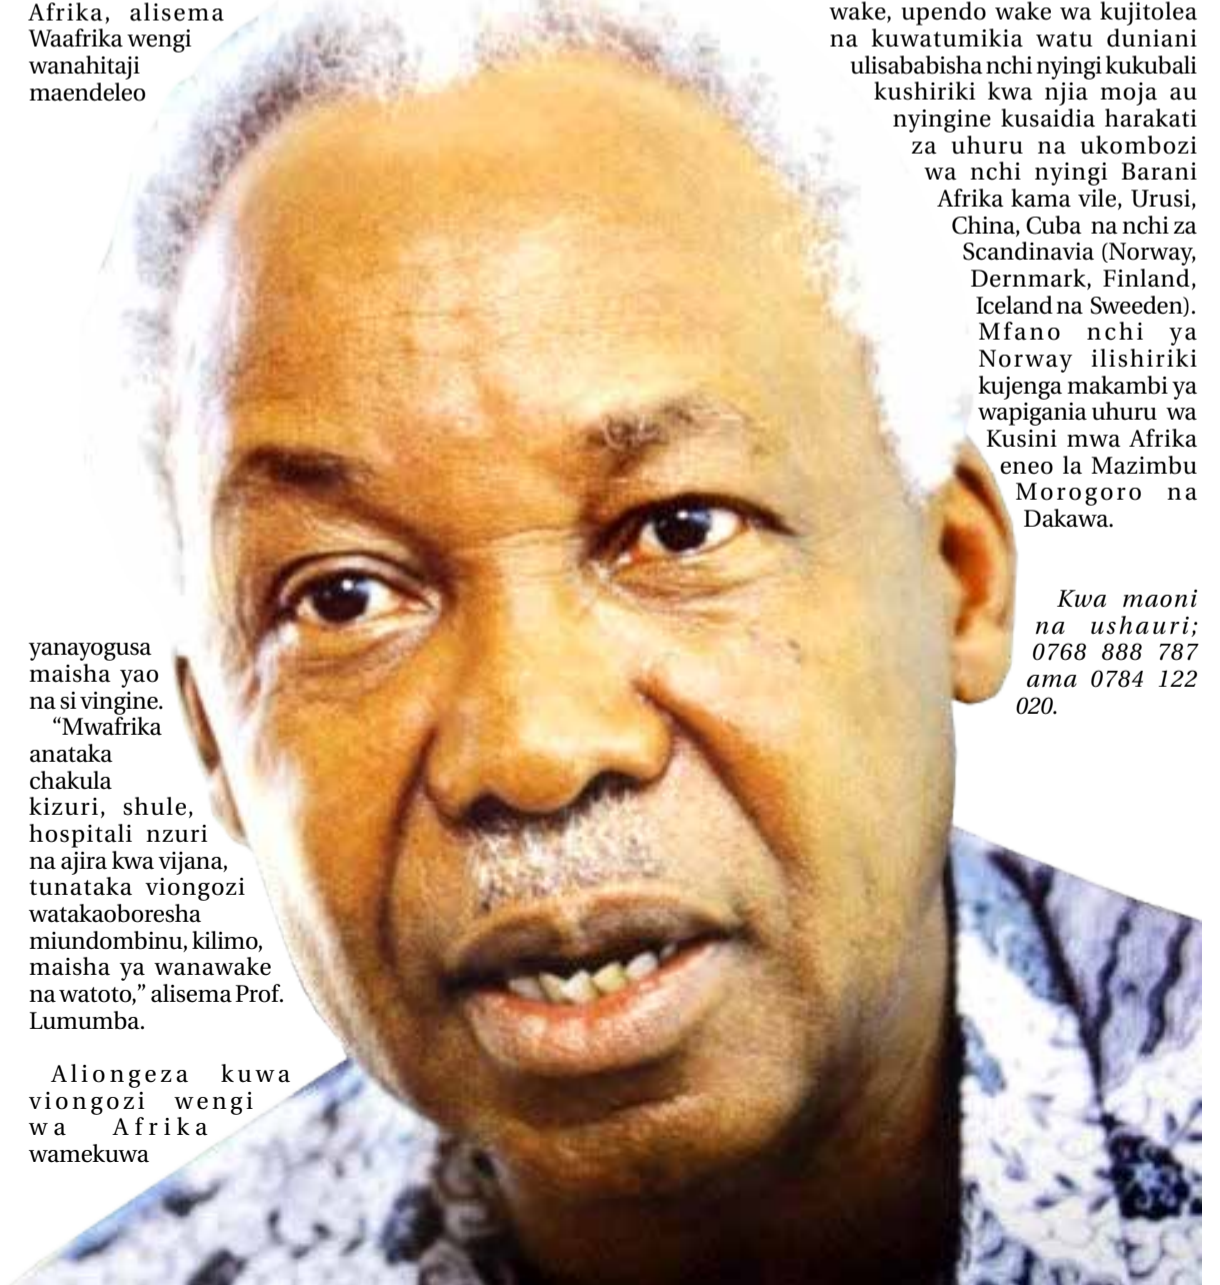 Afrika, alisema
Waafrika wengi
wanahitaji
maendeleo
yanayogusa
maisha yao
na si vingine.
“Mwafrika
anataka
chakula
kizuri, shule,
hospitali nzuri
na ajira kwa vijana,
tunataka viongozi
watakaoboresha
miundombinu, kilimo,
maisha ya wanawake
na watoto,” alisema Prof.
Lumumba.
Aliongeza kuwa
viongozi wengi
wa Afrika
wamekuwa
wake, upendo wake wa kujitolea
na kuwatumikia watu duniani
ulisababisha nchi nyingi kukubali
kushiriki kwa njia moja au
nyingine kusaidia harakati
za uhuru na ukombozi
wa nchi nyingi Barani
Afrika kama vile, Urusi,
China, Cuba na nchi za
Scandinavia (Norway,
Dernmark, Finland,
Iceland na Sweeden).
Mfano nchi ya
Norway ilishiriki
kujenga makambi ya
wapigania uhuru wa
Kusini mwa Afrika
eneo la Mazimbu
Morogoro na
Dakawa.
Kwa maoni
na ushauri;
0768 888 787
ama 0784 122
020.